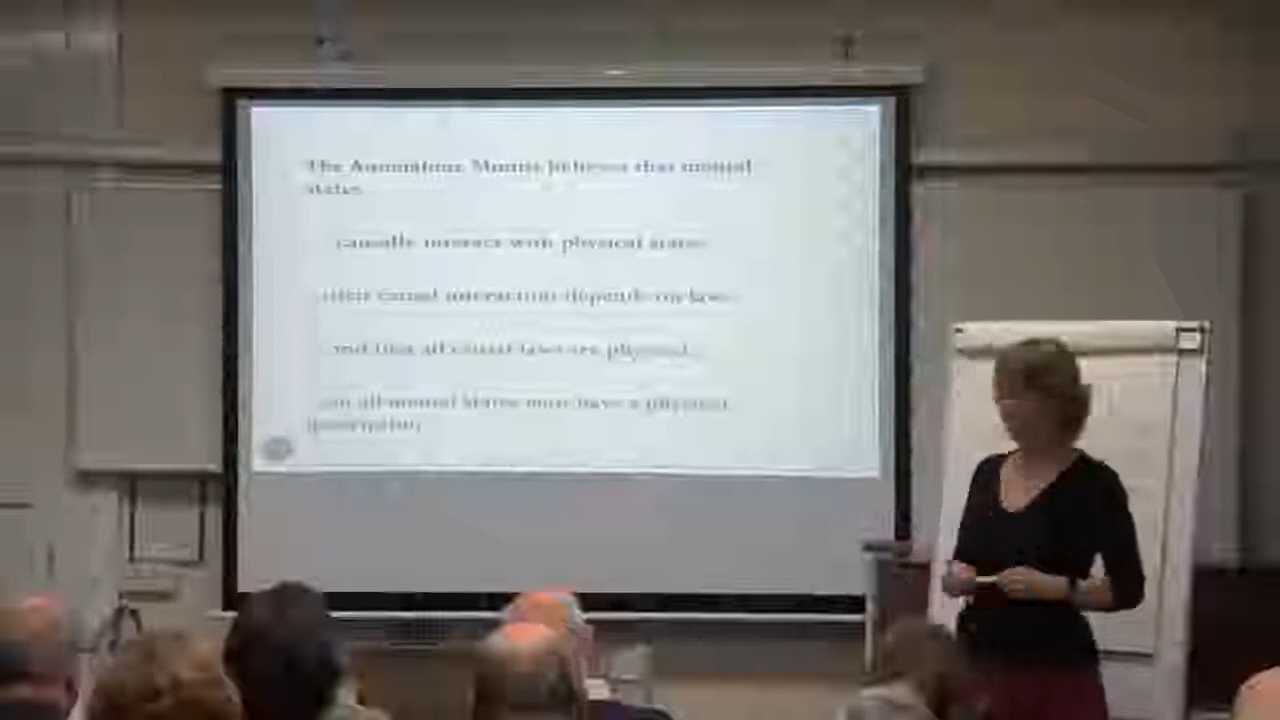 The Anomalous Monist believes that mental
states
causally interact with physical states
their causal interaction depends on laws
and that all causal laws are physical
so all mental states must have a physical